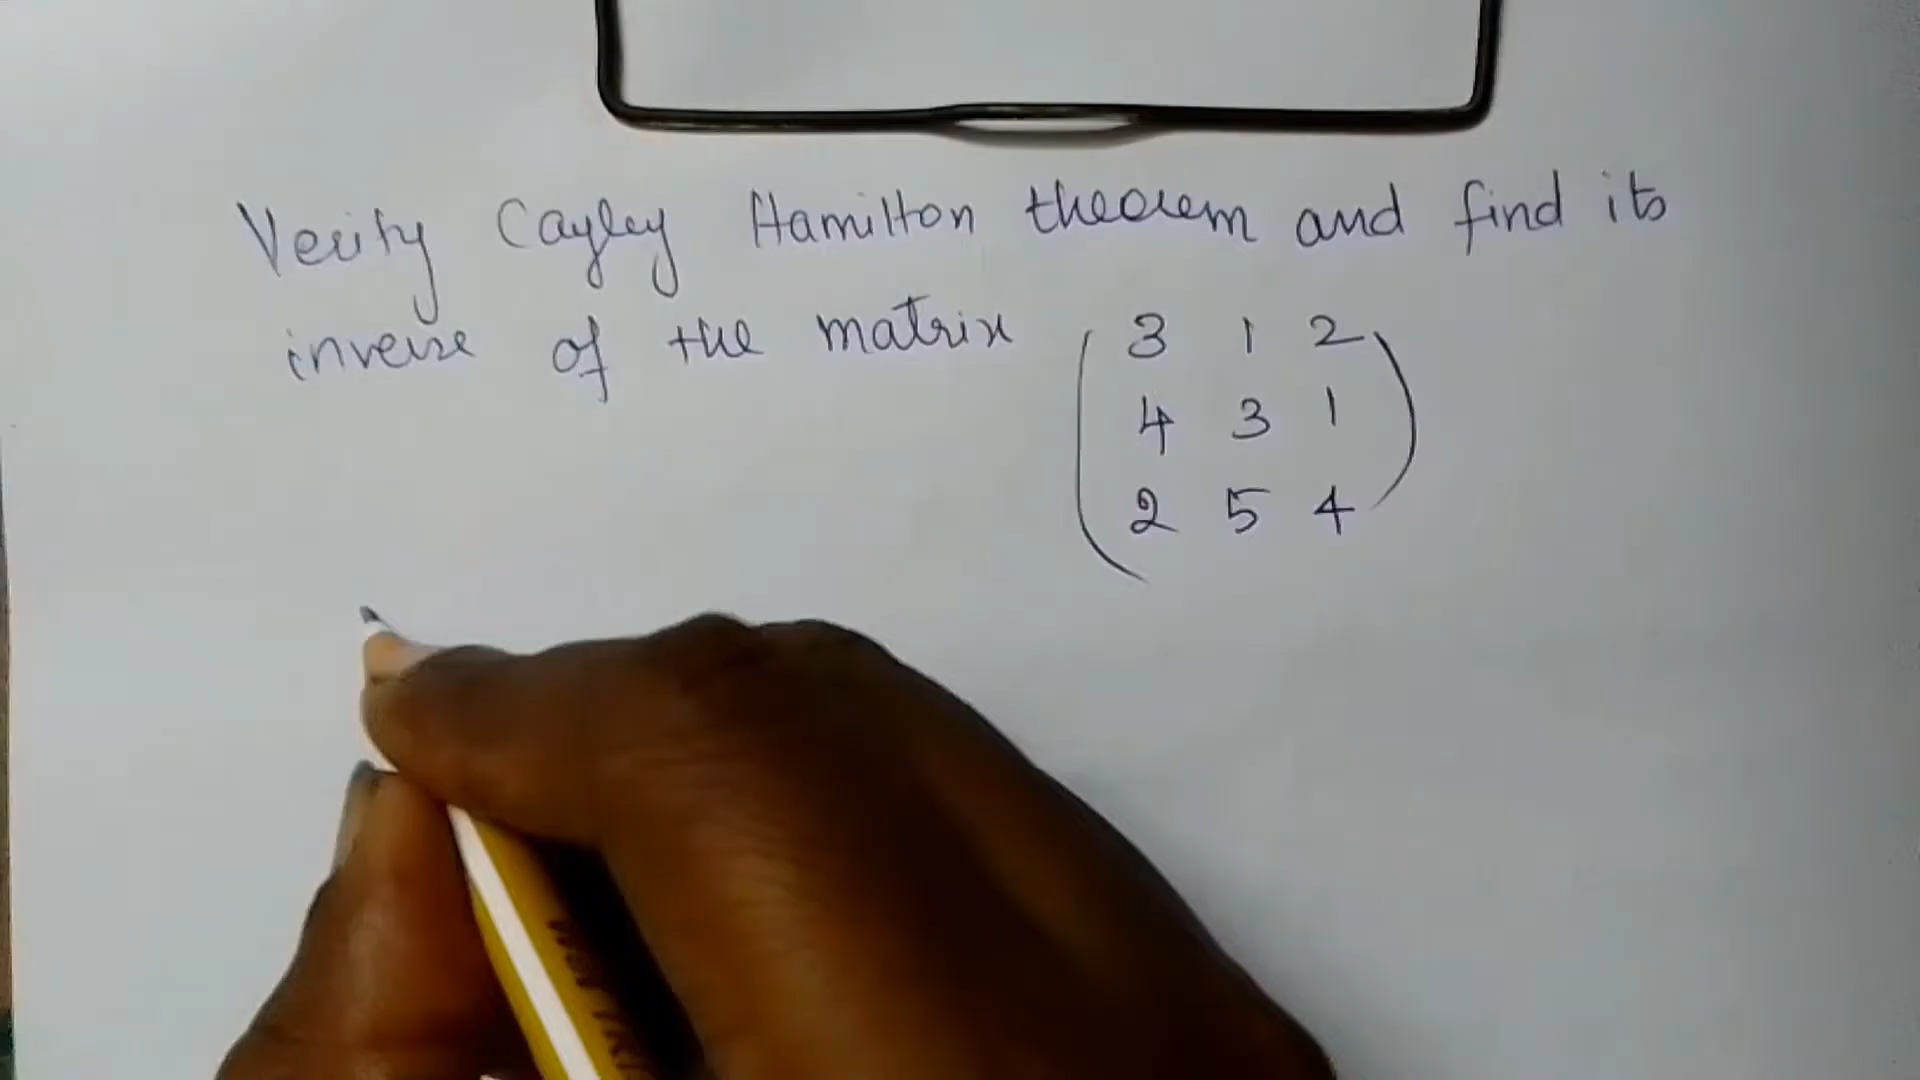 Verify Cayley Hamilton theorem and find its
inverse of the matrix
3 1 2
4 3 1
2 5 4